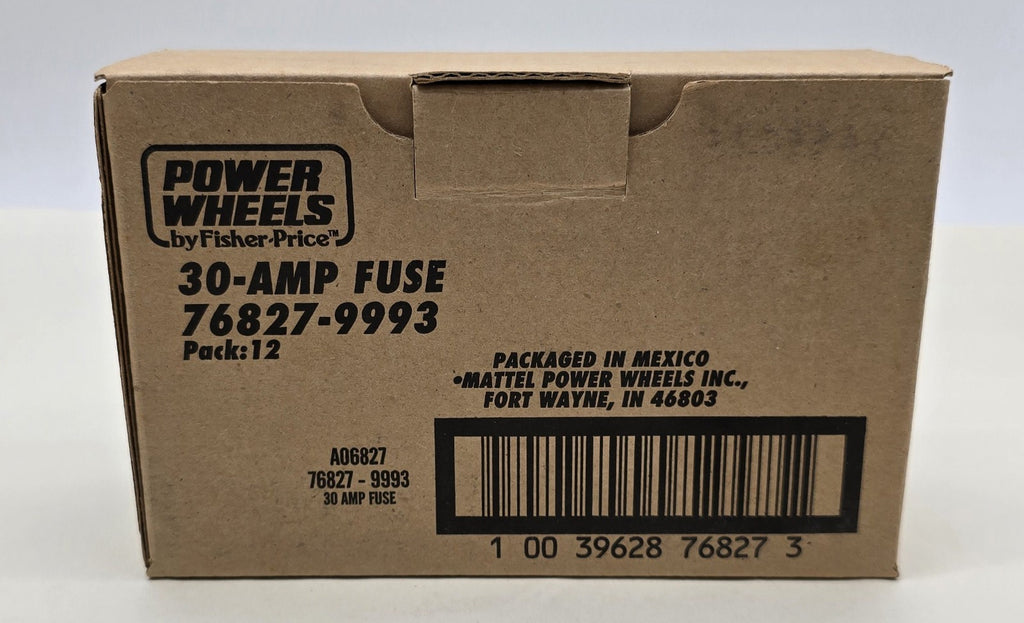 POWER
WHEELS
by Fisher-Price™
30-AMP FUSE
76827-9993
Pack:12
PACKAGED IN MEXICO
•MATTEL POWER WHEELS INC.,
FORT WAYNE, IN 46803
A06827
76827 - 9993
30 AMP FUSE
1 00 39628 76827 3